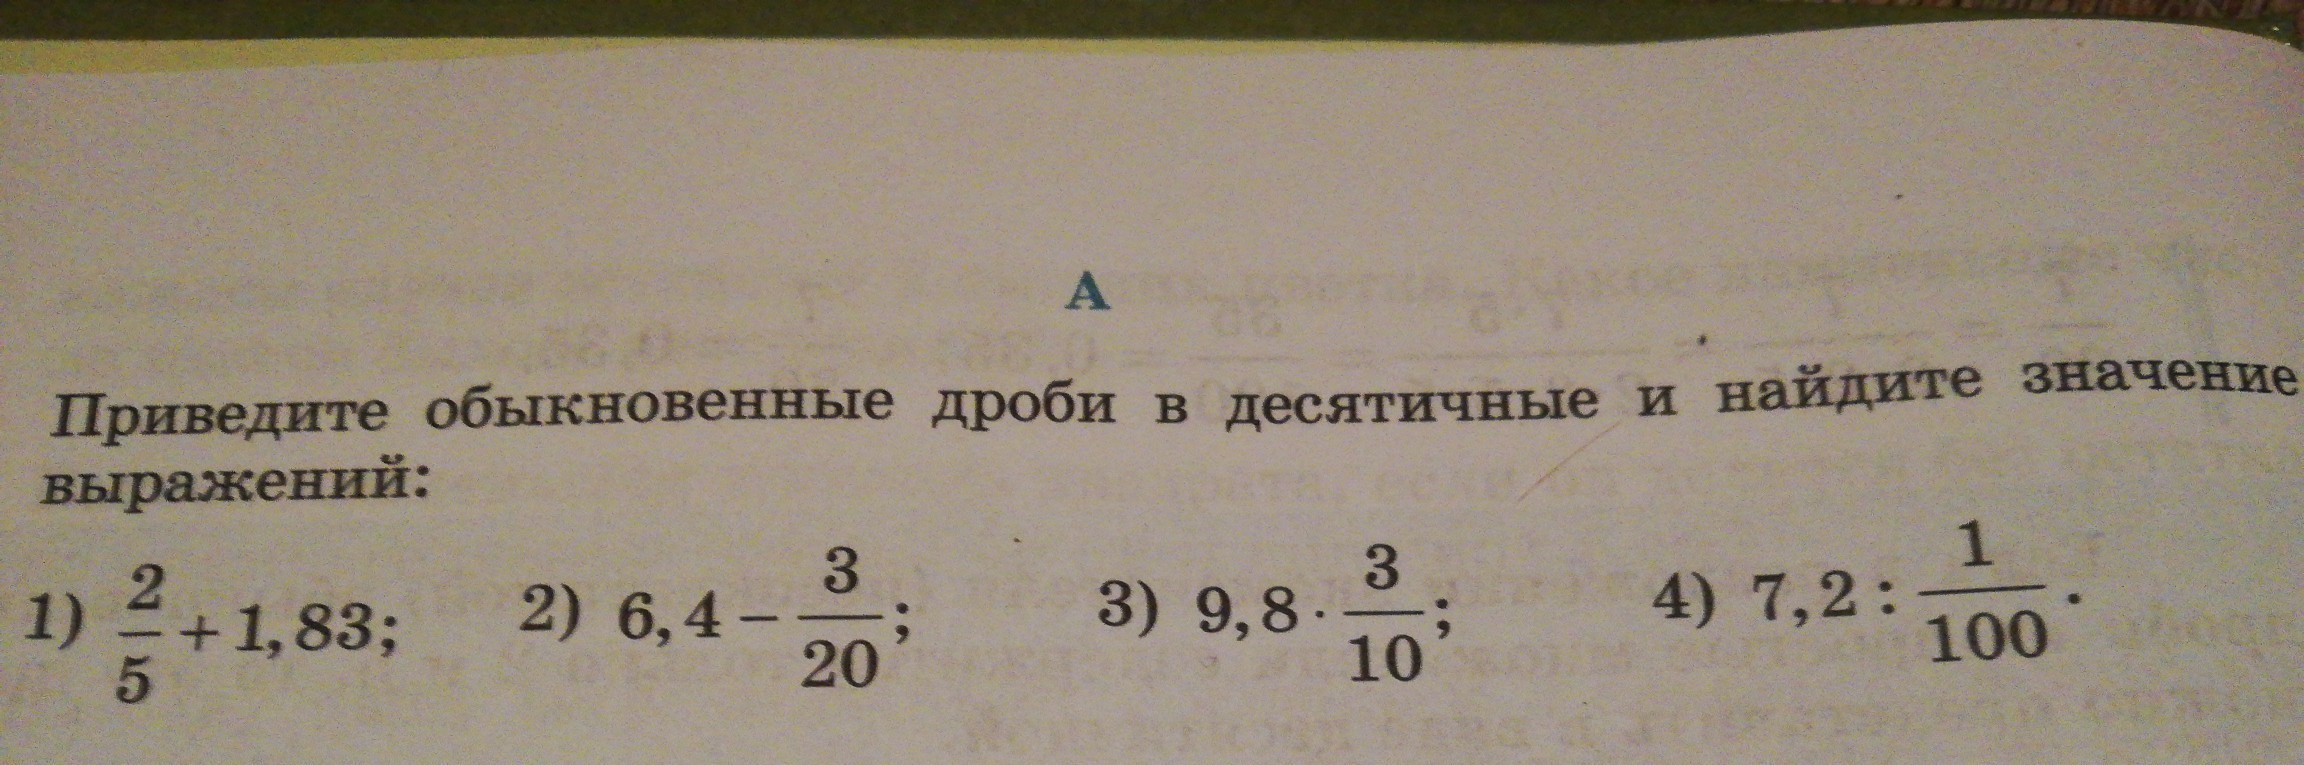 А
Приведите обыкновенные дроби в десятичные и найдите значение
выражений:
1) 2/5 + 1,83; 2) 6,4 − 3/20; 3) 9,8 · 3/10; 4) 7,2 : 1/100.